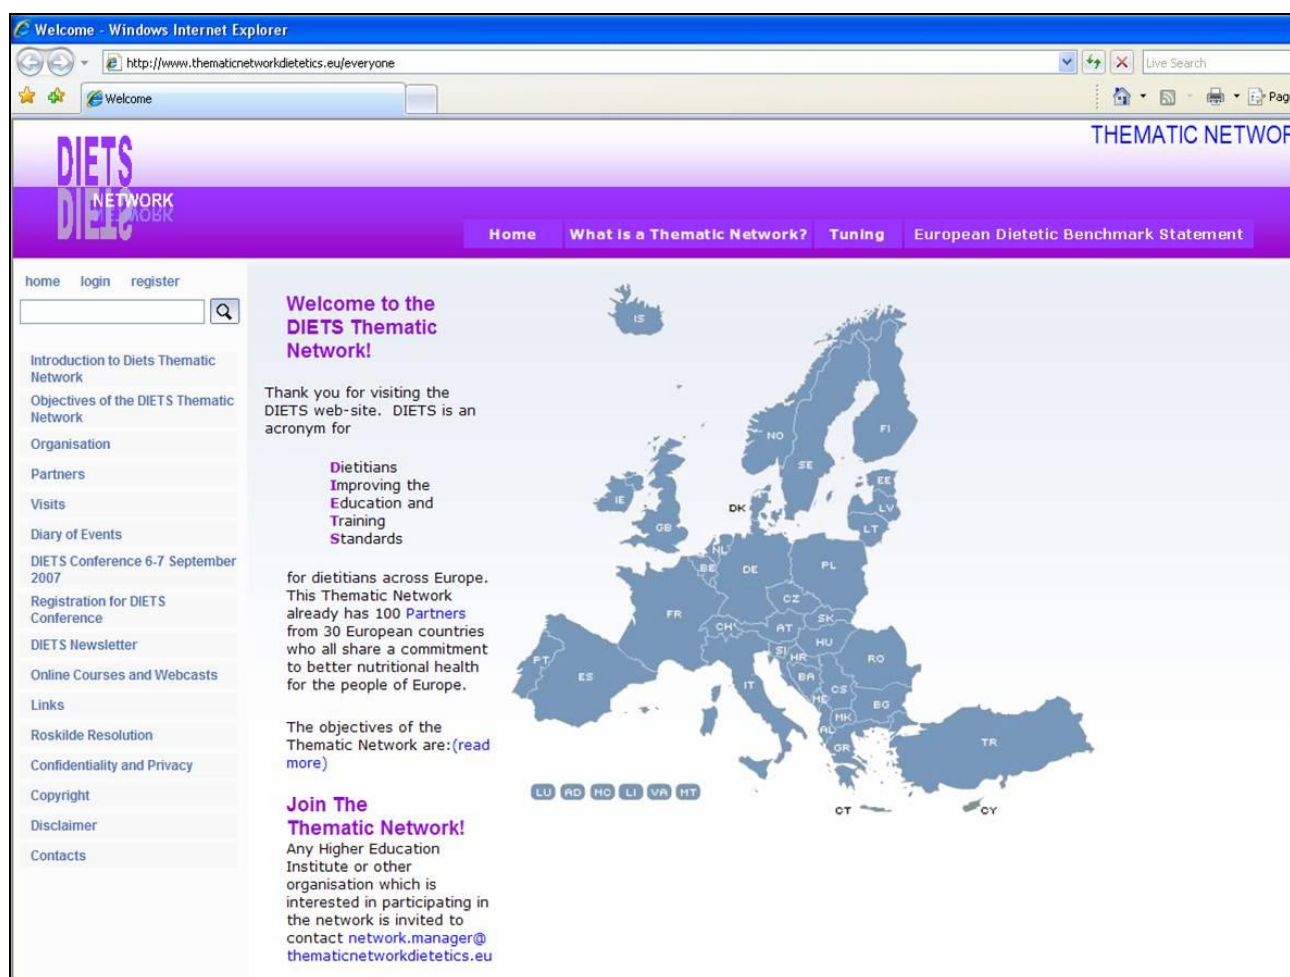 Welcome - Windows Internet Explorer
http://www.thematicnetworkdietetics.eu/everyone
Live Search
Welcome
Page
THEMATIC NETWOR
DIETS
NETWORK
Home What is a Thematic Network? Tuning European Dietetic Benchmark Statement
home login register
Introduction to Diets Thematic
Network
Objectives of the DIETS Thematic
Network
Organisation
Partners
Visits
Diary of Events
DIETS Conference 6-7 September
2007
Registration for DIETS
Conference
DIETS Newsletter
Online Courses and Webcasts
Links
Roskilde Resolution
Confidentiality and Privacy
Copyright
Disclaimer
Contacts
Welcome to the
DIETS Thematic
Network!
Thank you for visiting the
DIETS web-site. DIETS is an
acronym for
Dietitians
Improving the
Education and
Training
Standards
for dietitians across Europe.
This Thematic Network
already has 100 Partners
from 30 European countries
who all share a commitment
to better nutritional health
for the people of Europe.
The objectives of the
Thematic Network are:(read
more)
Join The
Thematic Network!
Any Higher Education
Institute or other
organisation which is
interested in participating in
the network is invited to
contact network.manager@
thematicnetworkdietetics.eu
IS
NO
FI
SE
EE
LV
LT
DK
IE
GB
NL
BE
DE
PL
CZ
FR
CH
AT
SK
HU
SI
HR
RO
PT
ES
IT
BA
CS
ME
BG
MK
AL
GR
TR
LU AD MC LI VA MT
CT
CY